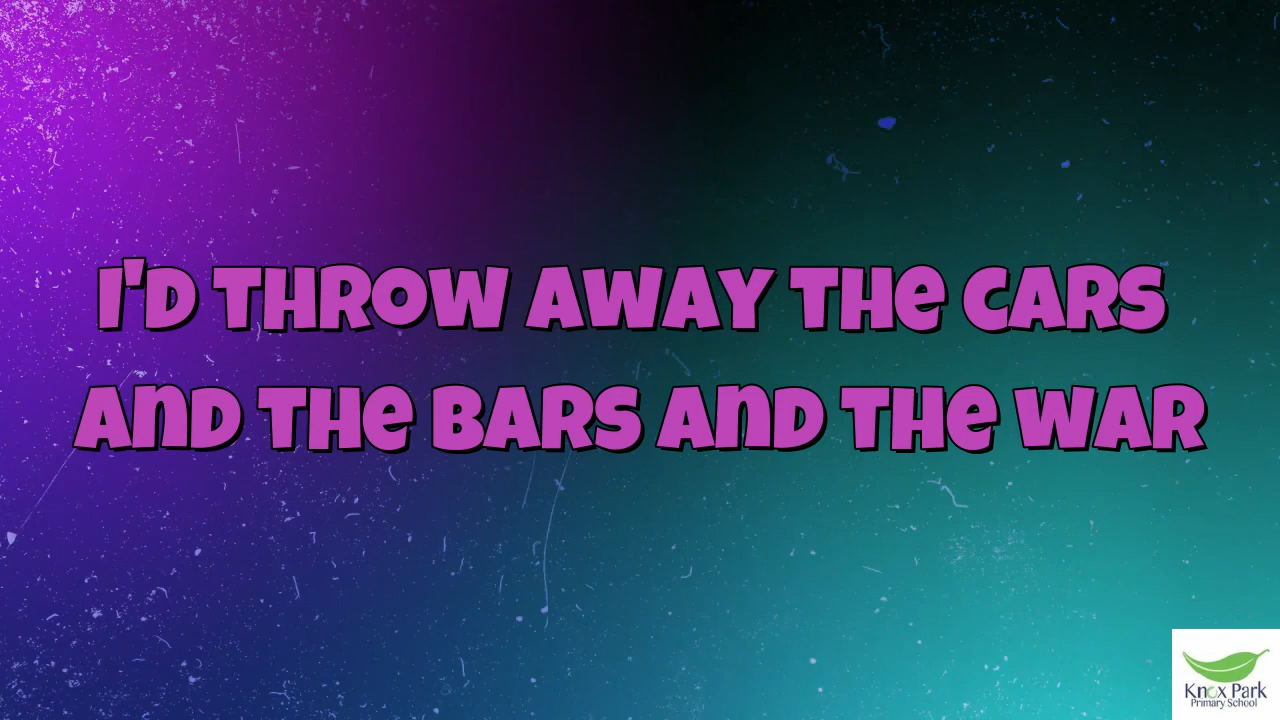 I'D THROW AWAY THE CARS
AND THE BARS AND THE WAR
Knox Park
Primary School